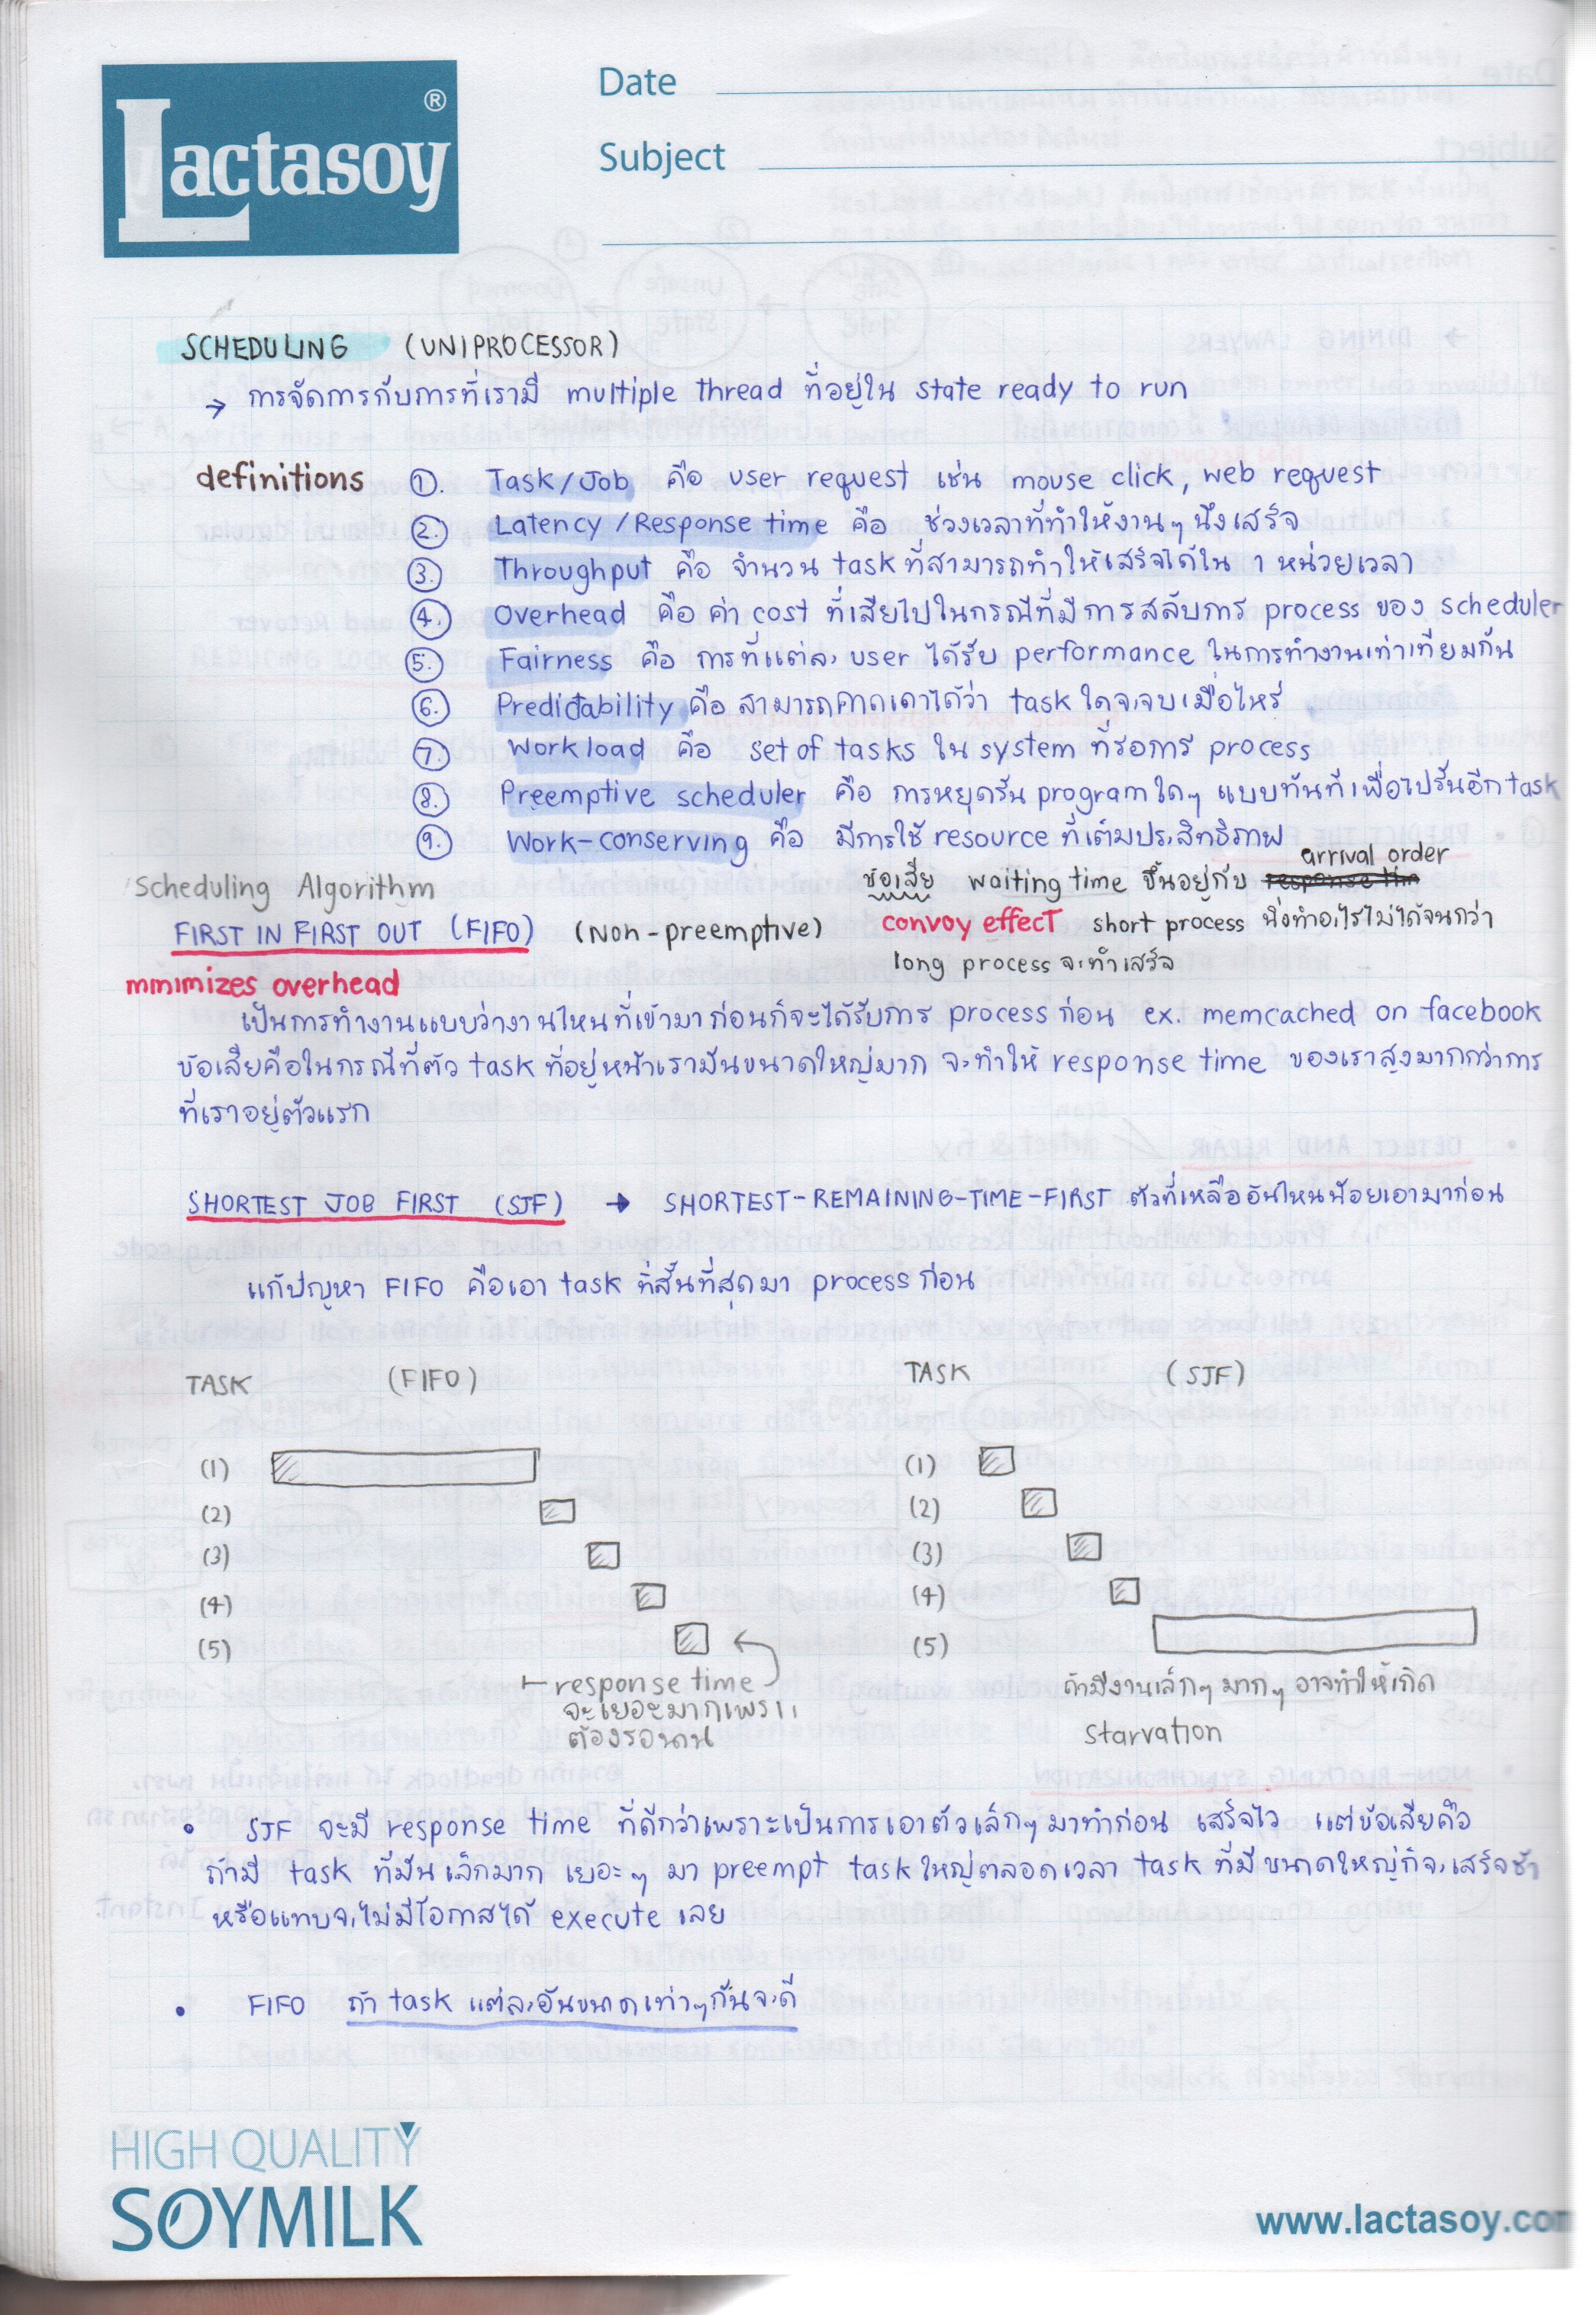 Lactasoy ®
Date
Subject
SCHEDULING (UNIPROCESSOR)
→ การจัดการกับการที่เรามี multiple thread ที่อยู่ใน state ready to run
definitions ①. Task/Job คือ user request เช่น mouse click, web request
②. Latency/Response time คือ ช่วงเวลาที่ทำให้งานๆนึงเสร็จ
③. Throughput คือ จำนวน task ที่สามารถทำให้เสร็จได้ใน 1 หน่วยเวลา
④. Overhead คือ ค่า cost ที่เสียไปในกรณีที่มีการสลับการ process ของ scheduler
⑤. Fairness คือ การที่แต่ละ user ได้รับ performance ในการทำงานเท่าเทียมกัน
⑥. Predictability คือ สามารถคาดเดาได้ว่า task ใดจะจบเมื่อไหร่
⑦. Workload คือ set of tasks ใน system ที่รอการ process
⑧. Preemptive scheduler คือ การหยุดรัน program ใดๆ แบบทันที เพื่อไปรันอีก task
⑨. Work-conserving คือ มีการใช้ resource ที่เต็มประสิทธิภาพ
Scheduling Algorithm
ข้อเสีย waiting time ขึ้นอยู่กับ response tim arrival order
FIRST IN FIRST OUT (FIFO) (Non-preemptive)
convoy effect short process นั่งทำอะไรไม่ได้จนกว่า
long process จะทำเสร็จ
minimizes overhead
เป็นการทำงานแบบว่างานไหนที่เข้ามาก่อนก็จะได้รับการ process ก่อน ex. memcached on facebook
ข้อเสียคือในกรณีที่ตัว task ที่อยู่หน้าเรามันขนาดใหญ่มาก จะทำให้ response time ของเราสูงมากกว่าการ
ที่เราอยู่ตัวแรก
SHORTEST JOB FIRST (SJF) → SHORTEST-REMAINING-TIME-FIRST ตัวที่เหลืออันไหนน้อยเอามาก่อน
แก้ปัญหา FIFO คือเอา task ที่สั้นที่สุดมา process ก่อน
TASK (FIFO)
(1)
(2)
(3)
(4)
(5)
response time
จะเยอะมากเพราะ
ต้องรอนาน
TASK (SJF)
(1)
(2)
(3)
(4)
(5)
ถ้ามีงานเล็กๆ มากๆ อาจทำให้เกิด
starvation
• SJF จะมี response time ที่ดีกว่าเพราะเป็นการเอาตัวเล็กๆมาทำก่อน เสร็จไว แต่ข้อเสียคือ
ถ้ามี task ที่มันเล็กมาก เยอะๆ มา preempt task ใหญ่ตลอดเวลา task ที่มีขนาดใหญ่ก็จะเสร็จช้า
หรือแทบจะไม่มีโอกาสได้ execute เลย
• FIFO ถ้า task แต่ละอันขนาดเท่าๆกันจะดี
HIGH QUALITY
SOYMILK
www.lactasoy.com